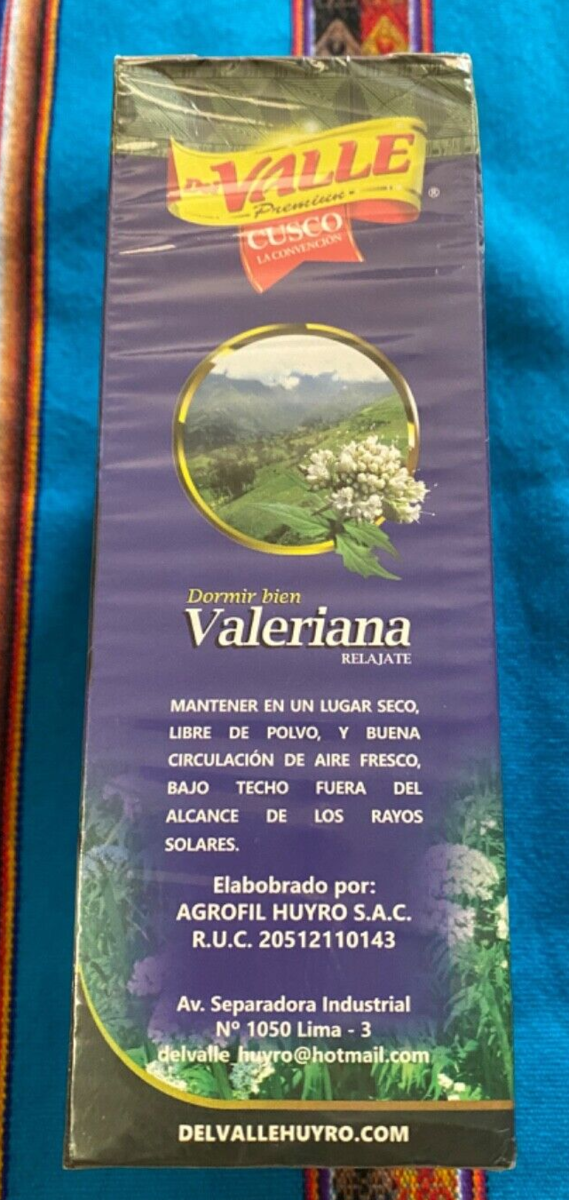 Del VALLE
Premium
®
CUSCO
LA CONVENCIÓN
Dormir bien
Valeriana
RELAJATE
MANTENER EN UN LUGAR SECO,
LIBRE DE POLVO, Y BUENA
CIRCULACIÓN DE AIRE FRESCO,
BAJO TECHO FUERA DEL
ALCANCE DE LOS RAYOS
SOLARES.
Elabobrado por:
AGROFIL HUYRO S.A.C.
R.U.C. 20512110143
Av. Separadora Industrial
Nº 1050 Lima - 3
delvalle_huyro@hotmail.com
DELVALLEHUYRO.COM